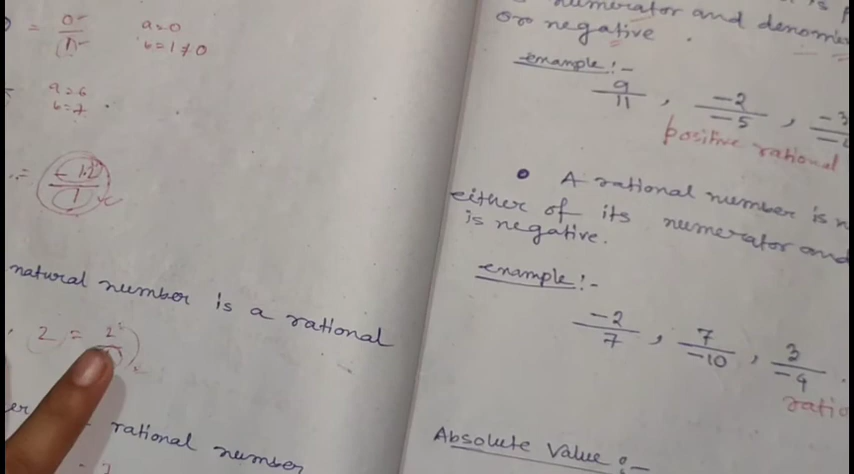 = 0/1 a=0
b=1≠0
a=6
b=7
= -12/1
natural number is a rational
2 = 2
rational number
numerator and
or negative.
example:-
9/11, -2/-5, -3
positive rational
• A rational number is
either of its numerator and
is negative.
example:-
-2/7, 7/-10, 3/-4
Absolute Value:-